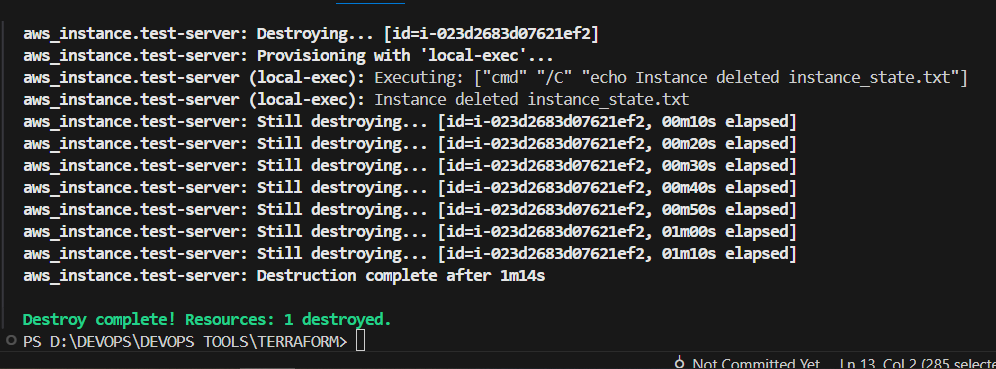 aws_instance.test-server: Destroying... [id=i-023d2683d07621ef2]
aws_instance.test-server: Provisioning with 'local-exec'...
aws_instance.test-server (local-exec): Executing: ["cmd" "/C" "echo Instance deleted instance_state.txt"]
aws_instance.test-server (local-exec): Instance deleted instance_state.txt
aws_instance.test-server: Still destroying... [id=i-023d2683d07621ef2, 00m10s elapsed]
aws_instance.test-server: Still destroying... [id=i-023d2683d07621ef2, 00m20s elapsed]
aws_instance.test-server: Still destroying... [id=i-023d2683d07621ef2, 00m30s elapsed]
aws_instance.test-server: Still destroying... [id=i-023d2683d07621ef2, 00m40s elapsed]
aws_instance.test-server: Still destroying... [id=i-023d2683d07621ef2, 00m50s elapsed]
aws_instance.test-server: Still destroying... [id=i-023d2683d07621ef2, 01m00s elapsed]
aws_instance.test-server: Still destroying... [id=i-023d2683d07621ef2, 01m10s elapsed]
aws_instance.test-server: Destruction complete after 1m14s
Destroy complete! Resources: 1 destroyed.
PS D:\DEVOPS\DEVOPS TOOLS\TERRAFORM>
Not Committed Yet Ln 13, Col 2 (285 selecte